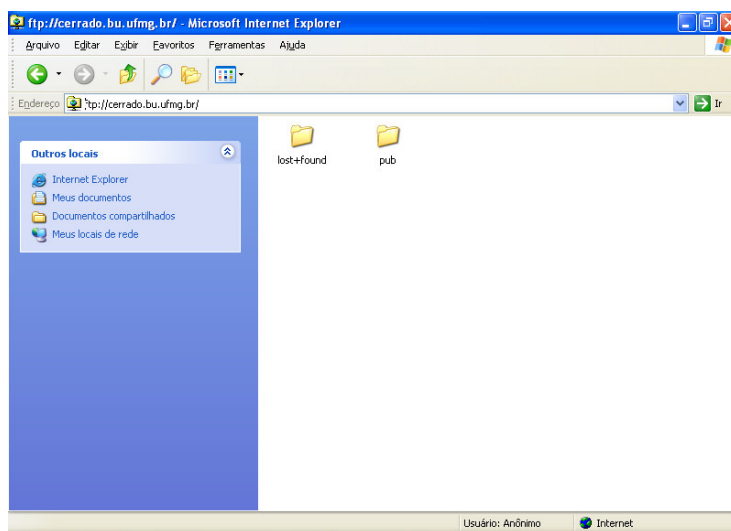 ftp://cerrado.bu.ufmg.br/ - Microsoft Internet Explorer
Arquivo Editar Exibir Favoritos Ferramentas Ajuda
Endereço ftp://cerrado.bu.ufmg.br/ Ir
Outros locais
Internet Explorer
Meus documentos
Documentos compartilhados
Meus locais de rede
lost+found pub
Usuário: Anônimo Internet